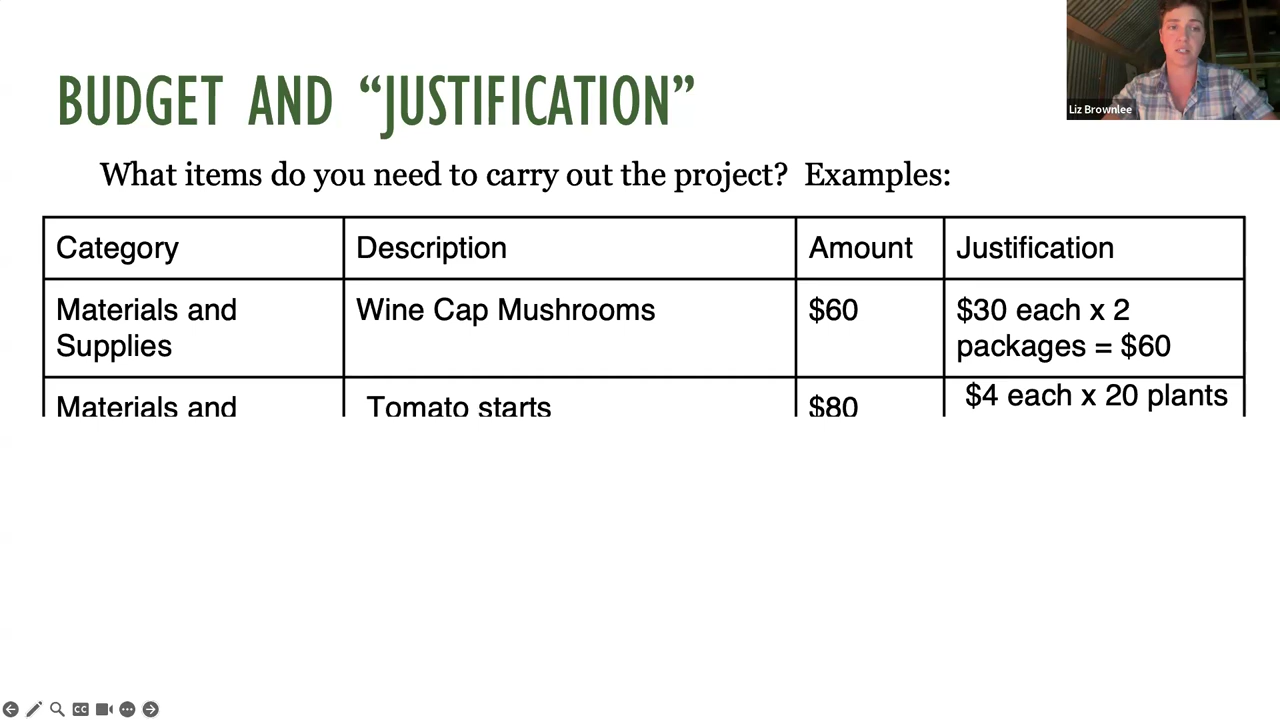 BUDGET AND “JUSTIFICATION”
Liz Brownlee
What items do you need to carry out the project? Examples:
Category Description Amount Justification
Materials and Supplies Wine Cap Mushrooms $60 $30 each x 2 packages = $60
Materials and Tomato starts $80 $4 each x 20 plants
CC